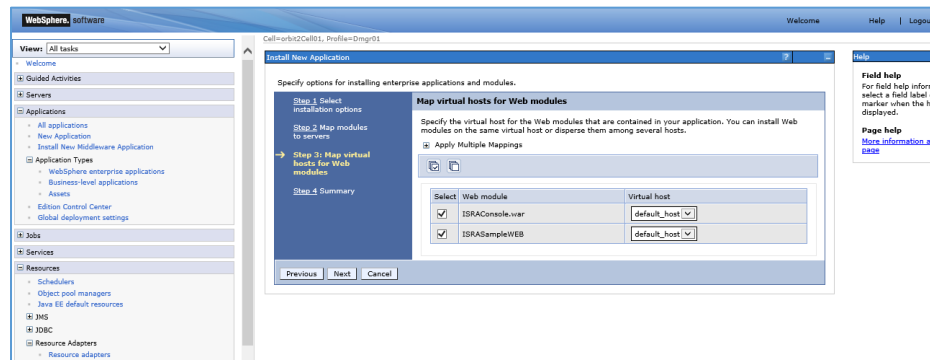 WebSphere. software
Welcome Help | Logou
Cell=orbit2Cell01, Profile=Dmgr01
View: All tasks
Welcome
Guided Activities
Servers
Applications
All applications
New Application
Install New Middleware Application
Application Types
WebSphere enterprise applications
Business-level applications
Assets
Edition Control Center
Global deployment settings
Jobs
Services
Resources
Schedulers
Object pool managers
Java EE default resources
JMS
JDBC
Resource Adapters
Resource adapters
Install New Application ?
Specify options for installing enterprise applications and modules.
Step 1 Select
installation options
Step 2 Map modules
to servers
Step 3: Map virtual
hosts for Web
modules
Step 4 Summary
Map virtual hosts for Web modules
Specify the virtual host for the Web modules that are contained in your application. You can install Web
modules on the same virtual host or disperse them among several hosts.
Apply Multiple Mappings
Select Web module Virtual host
ISRAConsole.war default_host
ISRASampleWEB default_host
Previous Next Cancel
Help
Field help
For field help infor
select a field label
marker when the h
displayed.
Page help
More information a
page